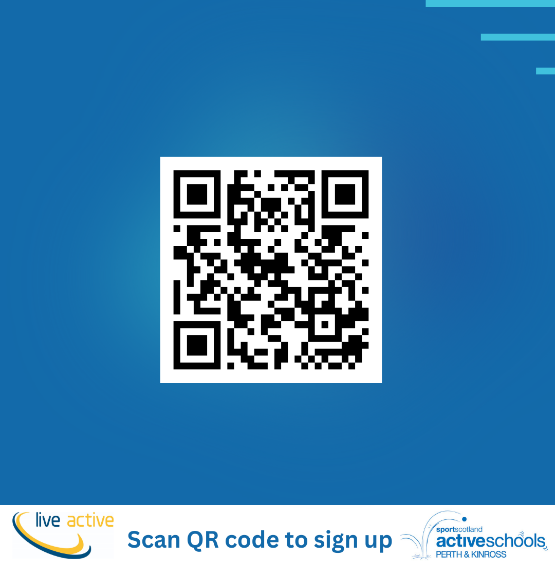 live active
Scan QR code to sign up
sportscotland
activeschools
PERTH & KINROSS